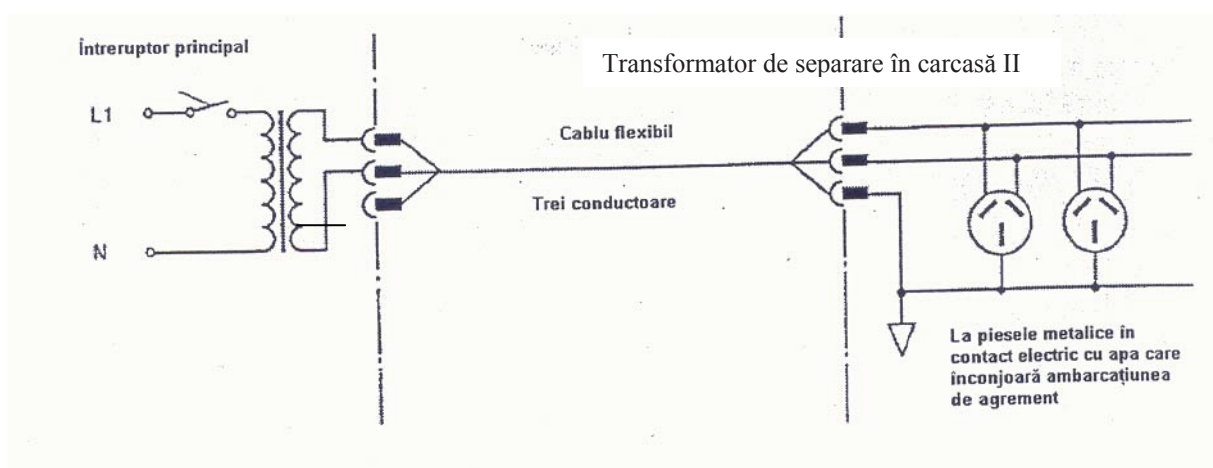 Întreruptor principal
Transformator de separare în carcasă II
L1
Cablu flexibil
Trei conductoare
N
La piesele metalice în
contact electric cu apa care
înconjoară ambarcațiunea
de agrement